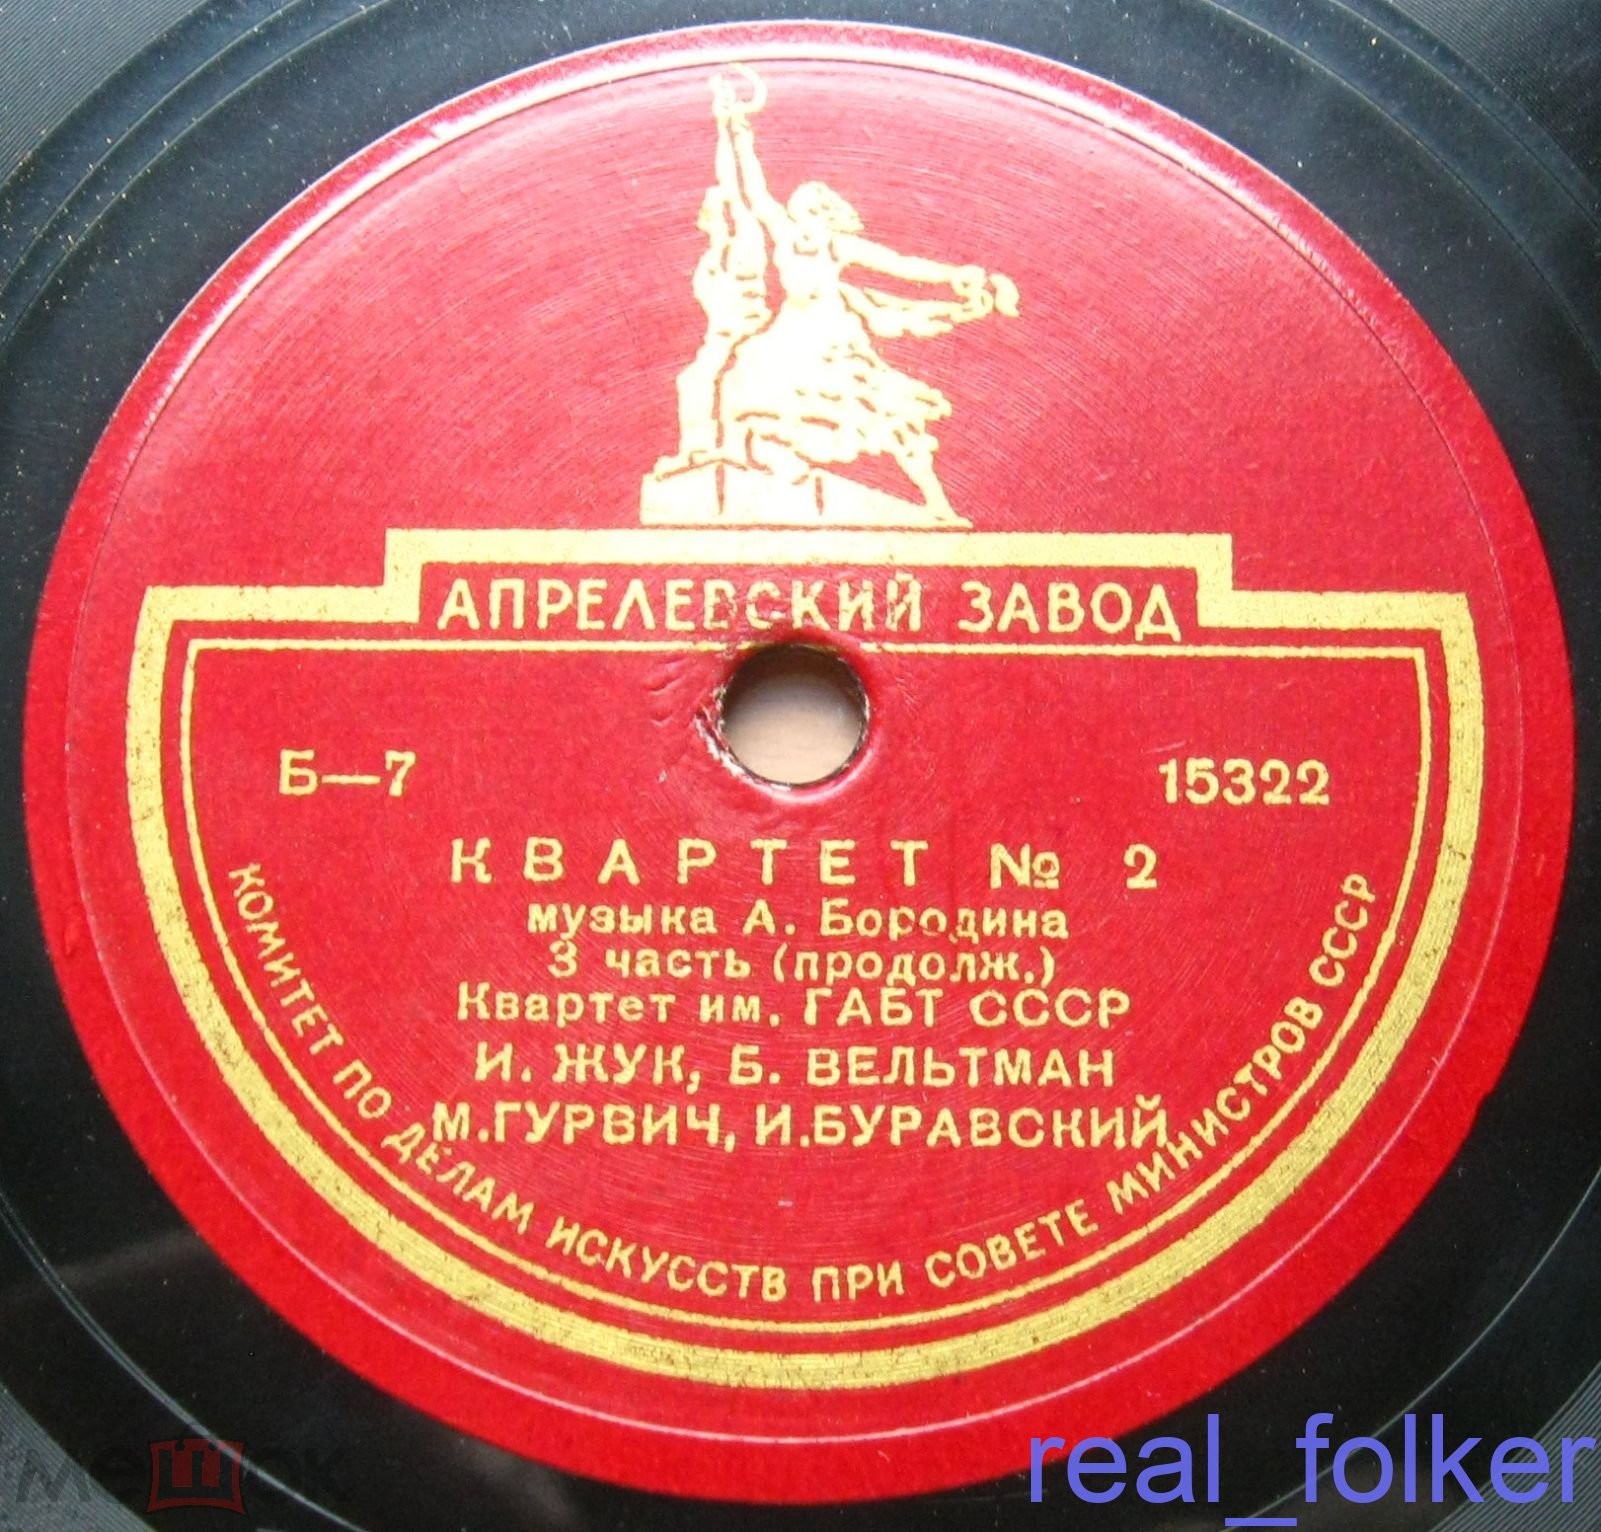 АПРЕЛЕВСКИЙ ЗАВОД
Б—7
15322
КВАРТЕТ № 2
музыка А. Бородина
3 часть (продолж.)
Квартет им. ГАБТ СССР
И. ЖУК, Б. ВЕЛЬТМАН
М.ГУРВИЧ, И.БУРАВСКИЙ
КОМИТЕТ ПО ДЕЛАМ ИСКУССТВ ПРИ СОВЕТЕ МИНИСТРОВ СССР
мешок
real_folker